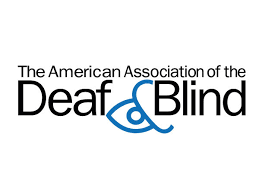 The American Association of the
Deaf & Blind